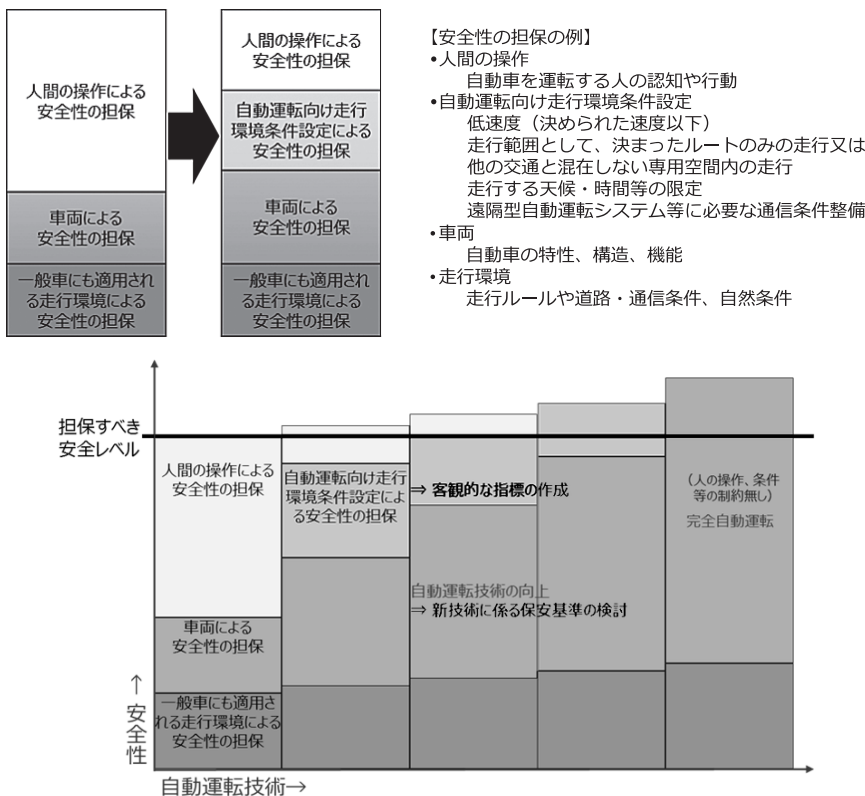 人間の操作による
安全性の担保
車両による
安全性の担保
一般車にも適用され
る走行環境による
安全性の担保
人間の操作による
安全性の担保
自動運転向け走行
環境条件設定による
安全性の担保
車両による
安全性の担保
一般車にも適用され
る走行環境による
安全性の担保
【安全性の担保の例】
•人間の操作
自動車を運転する人の認知や行動
•自動運転向け走行環境条件設定
低速度（決められた速度以下）
走行範囲として、決まったルートのみの走行又は
他の交通と混在しない専用空間内の走行
走行する天候・時間等の限定
遠隔型自動運転システム等に必要な通信条件整備
•車両
自動車の特性、構造、機能
•走行環境
走行ルールや道路・通信条件、自然条件
担保すべき
安全レベル
人間の操作による
安全性の担保
車両による
安全性の担保
一般車にも適用さ
れる走行環境による
安全性の担保
自動運転向け走行
環境条件設定によ
る安全性の担保
⇒ 客観的な指標の作成
自動運転技術の向上
⇒ 新技術に係る保安基準の検討
（人の操作、条件
等の制約無し）
完全自動運転
↑安全性
自動運転技術→